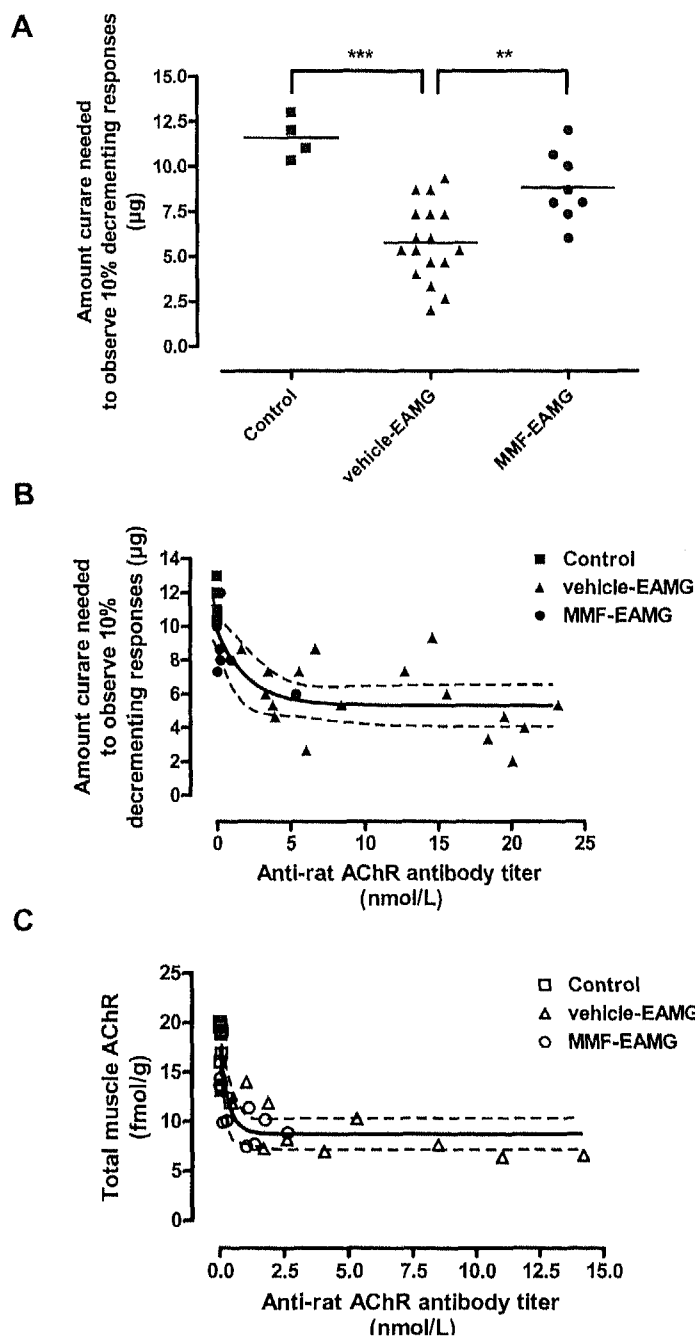 A
Amount curare needed
to observe 10% decrementing responses
(µg)
***
**
15.0
12.5
10.0
7.5
5.0
2.5
0.0
Control
vehicle-EAMG
MMF-EAMG
B
Amount curare needed
to observe 10%
decrementing responses (µg)
14
12
10
8
6
4
2
0
Control
vehicle-EAMG
MMF-EAMG
0
5
10
15
20
25
Anti-rat AChR antibody titer
(nmol/L)
C
Total muscle AChR
(fmol/g)
25
20
15
10
5
0
Control
vehicle-EAMG
MMF-EAMG
0.0
2.5
5.0
7.5
10.0
12.5
15.0
Anti-rat AChR antibody titer
(nmol/L)